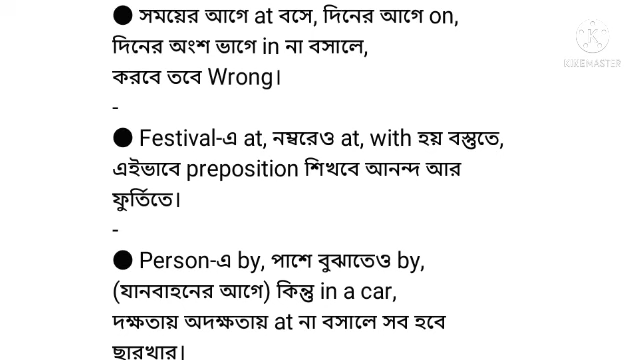 ● সময়ের আগে at বসে, দিনের আগে on,
দিনের অংশ ভাগে in না বসালে,
করবে তবে Wrong।
-
● Festival-এ at, নম্বরেও at, with হয় বস্তুতে,
এইভাবে preposition শিখবে আনন্দ আর
ফুর্তিতে।
-
● Person-এ by, পাশে বুঝাতেও by,
(যানবাহনের আগে) কিন্তু in a car,
দক্ষতায় অদক্ষতায় at না বসালে সব হবে
ছারখার।
KINEMASTER